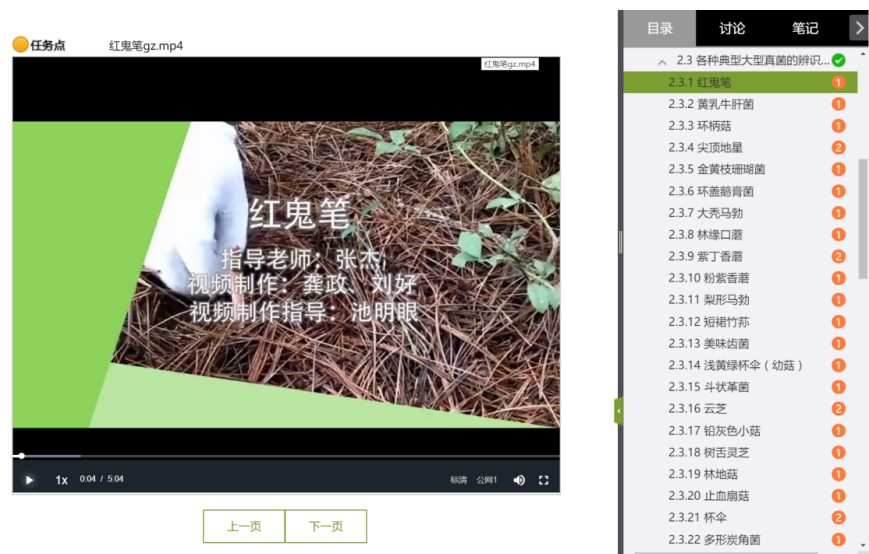 任务点 红鬼笔gz.mp4
红鬼笔gz.mp4
红鬼笔
指导老师：张杰
视频制作：龚政、刘好
视频制作指导：池明眼
1x 0:04 / 5:04 标清 公网1
上一页 下一页
目录 讨论 笔记
2.3 各种典型大型真菌的辨识...
2.3.1 红鬼笔 1
2.3.2 黄乳牛肝菌 1
2.3.3 环柄菇 1
2.3.4 尖顶地星 2
2.3.5 金黄枝珊瑚菌 1
2.3.6 环盖鹅膏菌 1
2.3.7 大秃马勃 1
2.3.8 林缘口蘑 1
2.3.9 紫丁香蘑 2
2.3.10 粉紫香蘑 1
2.3.11 梨形马勃 1
2.3.12 短裙竹荪 1
2.3.13 美味齿菌 1
2.3.14 浅黄绿杯伞（幼菇） 1
2.3.15 斗状革菌 1
2.3.16 云芝 2
2.3.17 铅灰色小菇 1
2.3.18 树舌灵芝 1
2.3.19 林地菇 1
2.3.20 止血扇菇 1
2.3.21 杯伞 2
2.3.22 多形炭角菌 1